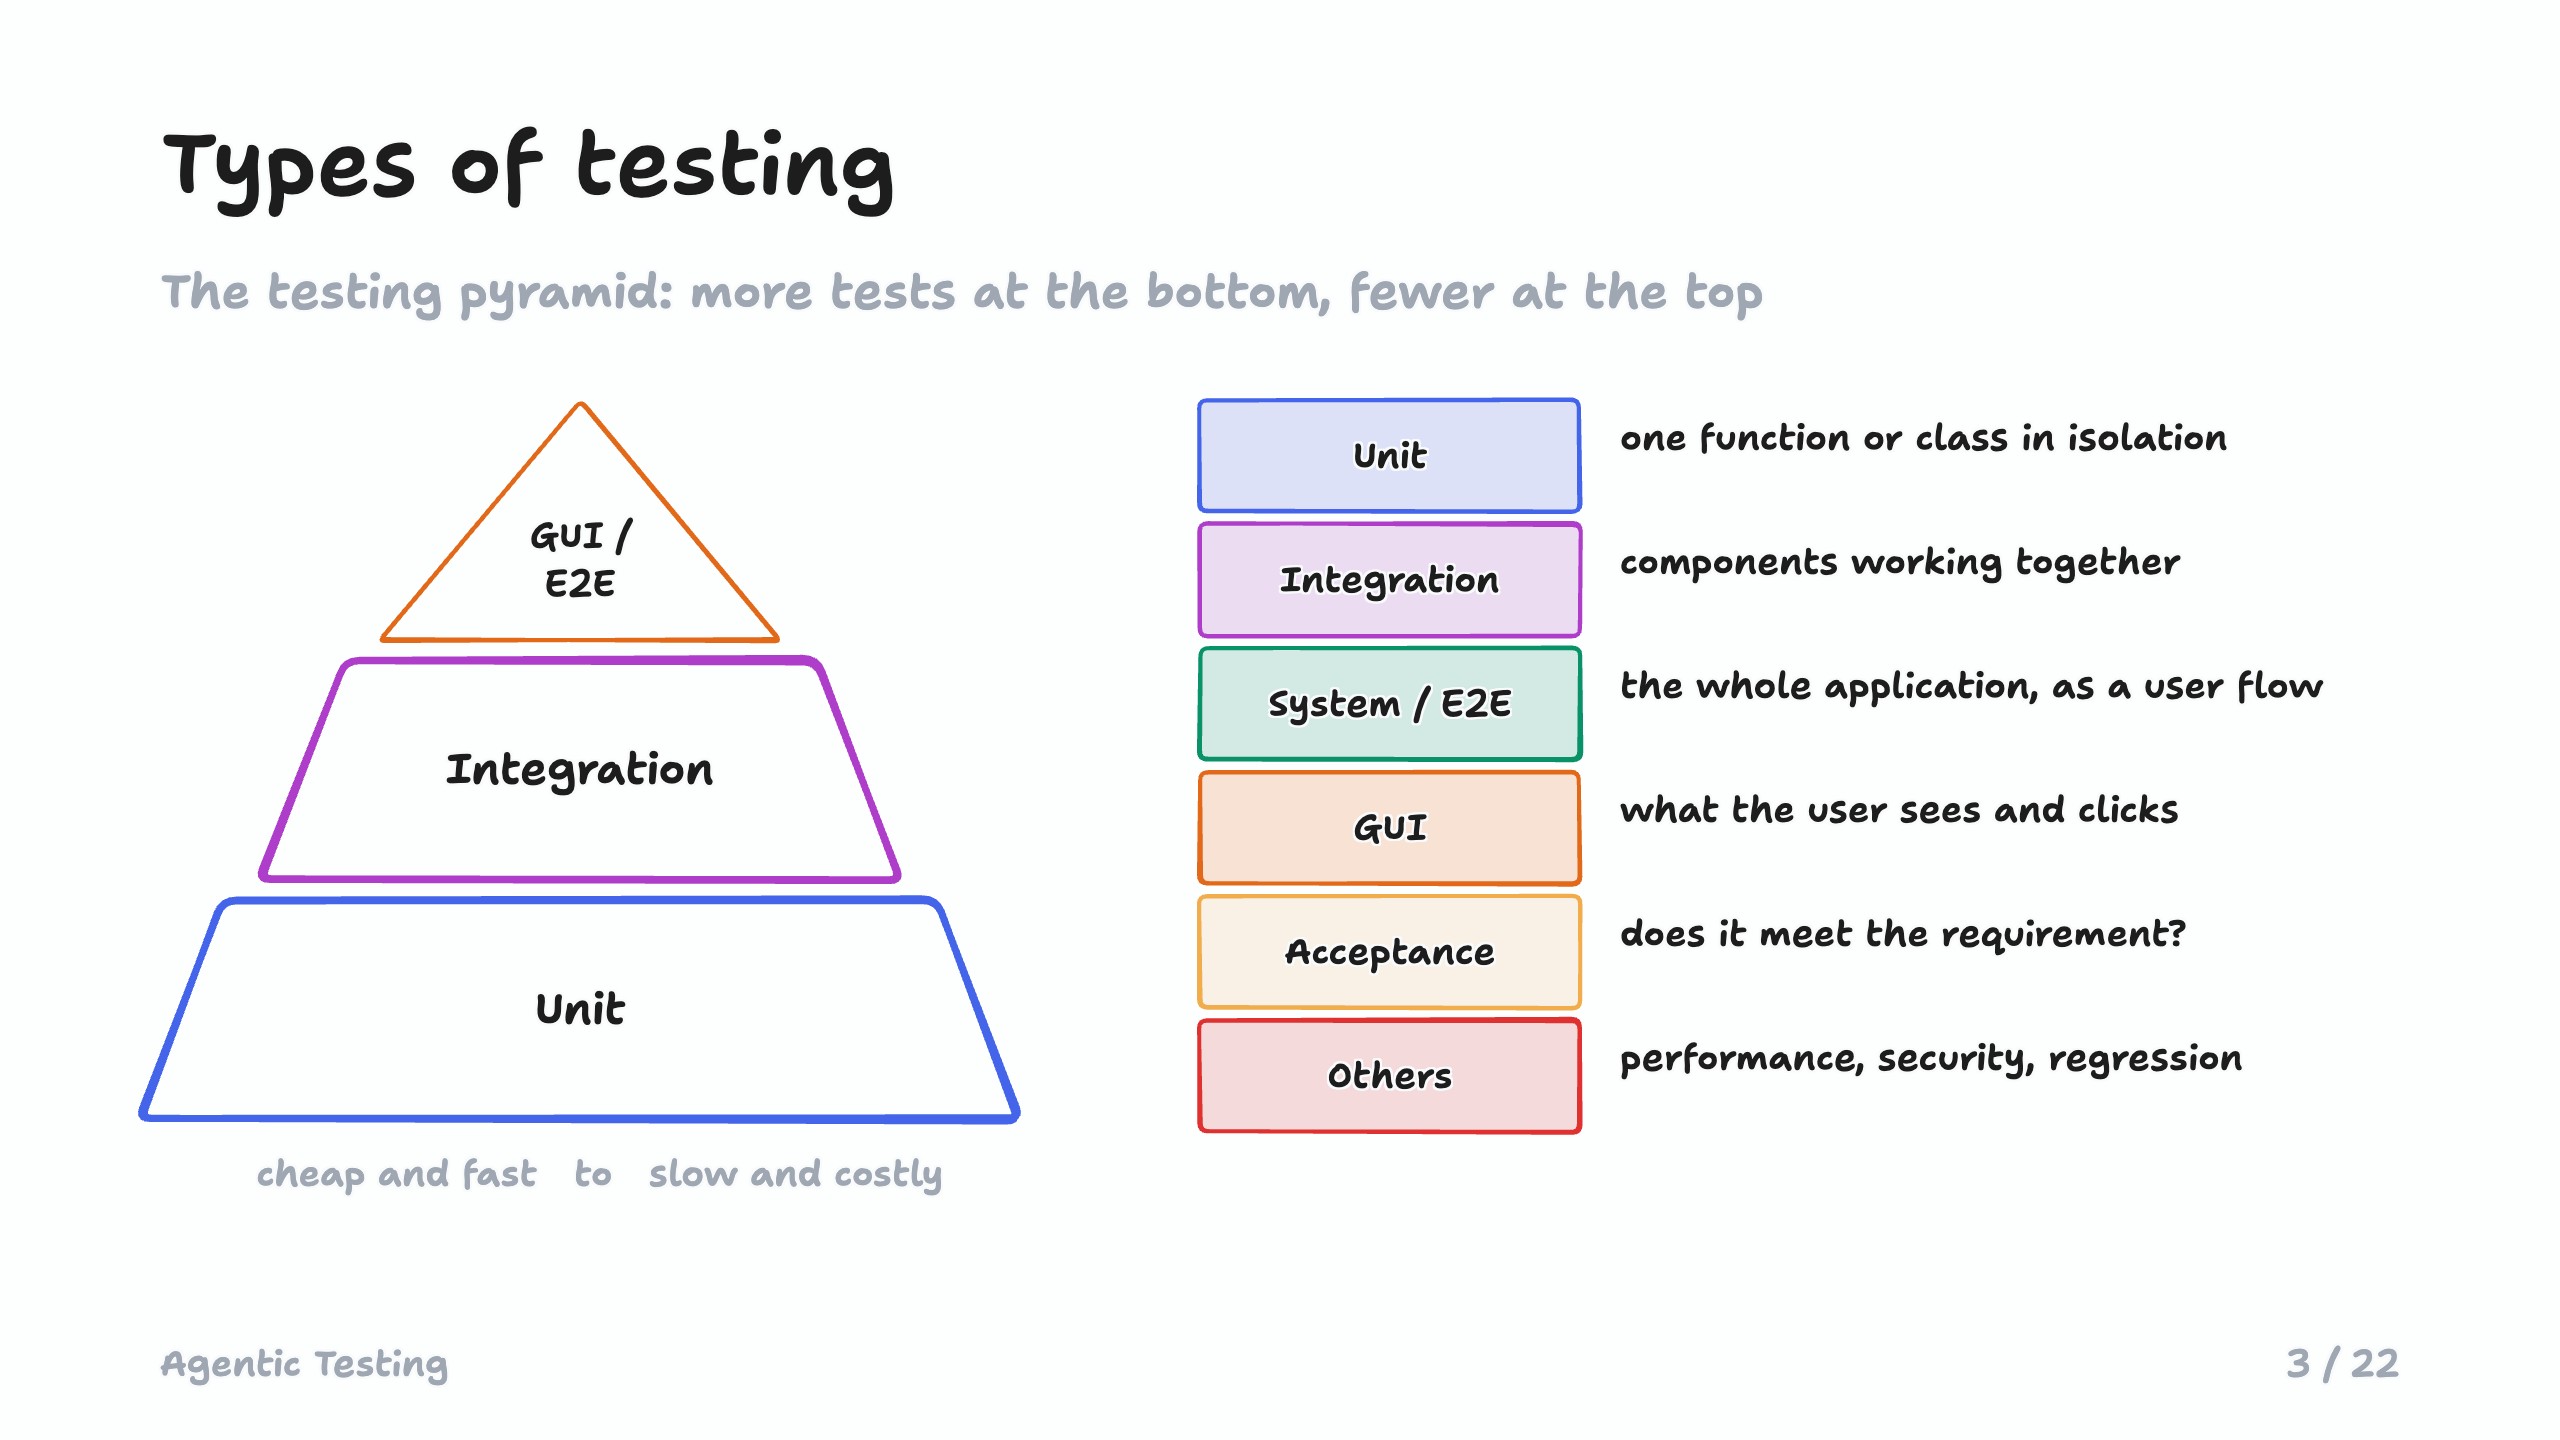 Types of testing
The testing pyramid: more tests at the bottom, fewer at the top
GUI /
E2E
Integration
Unit
cheap and fast to slow and costly
Unit
one function or class in isolation
Integration
components working together
System / E2E
the whole application, as a user flow
GUI
what the user sees and clicks
Acceptance
does it meet the requirement?
Others
performance, security, regression
Agentic Testing
3 / 22